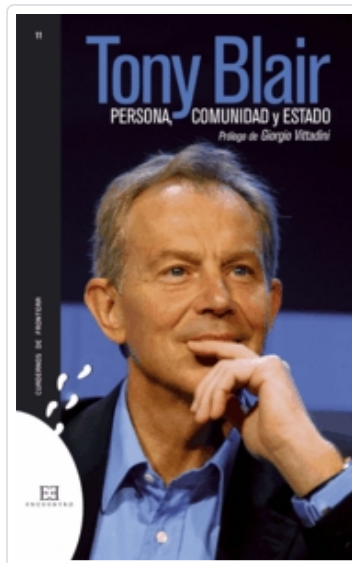 11
Tony Blair
PERSONA, COMUNIDAD y ESTADO
Prólogo de Giorgio Vittadini
CUADERNOS DE FRONTERA
ENCUENTRO